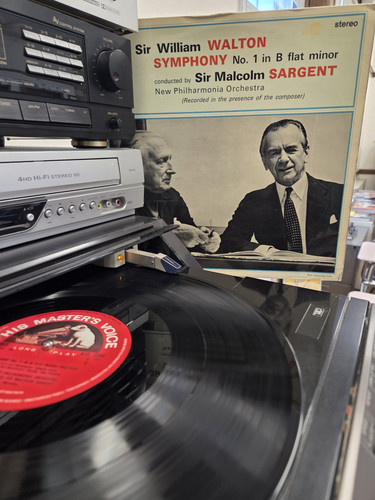 stereo
Sir William WALTON
SYMPHONY No. 1 in B flat minor
conducted by Sir Malcolm SARGENT
New Philharmonia Orchestra
(Recorded in the presence of the composer)
4HD Hi-Fi STEREO
HIS MASTER'S VOICE
LONG PLAY